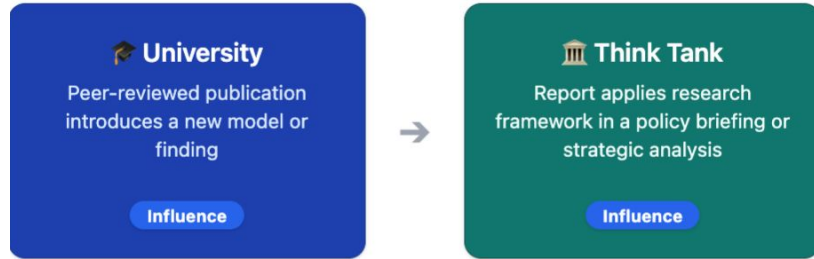 🎓 University
Peer-reviewed publication
introduces a new model or
finding
Influence
➔
🏛️ Think Tank
Report applies research
framework in a policy briefing or
strategic analysis
Influence